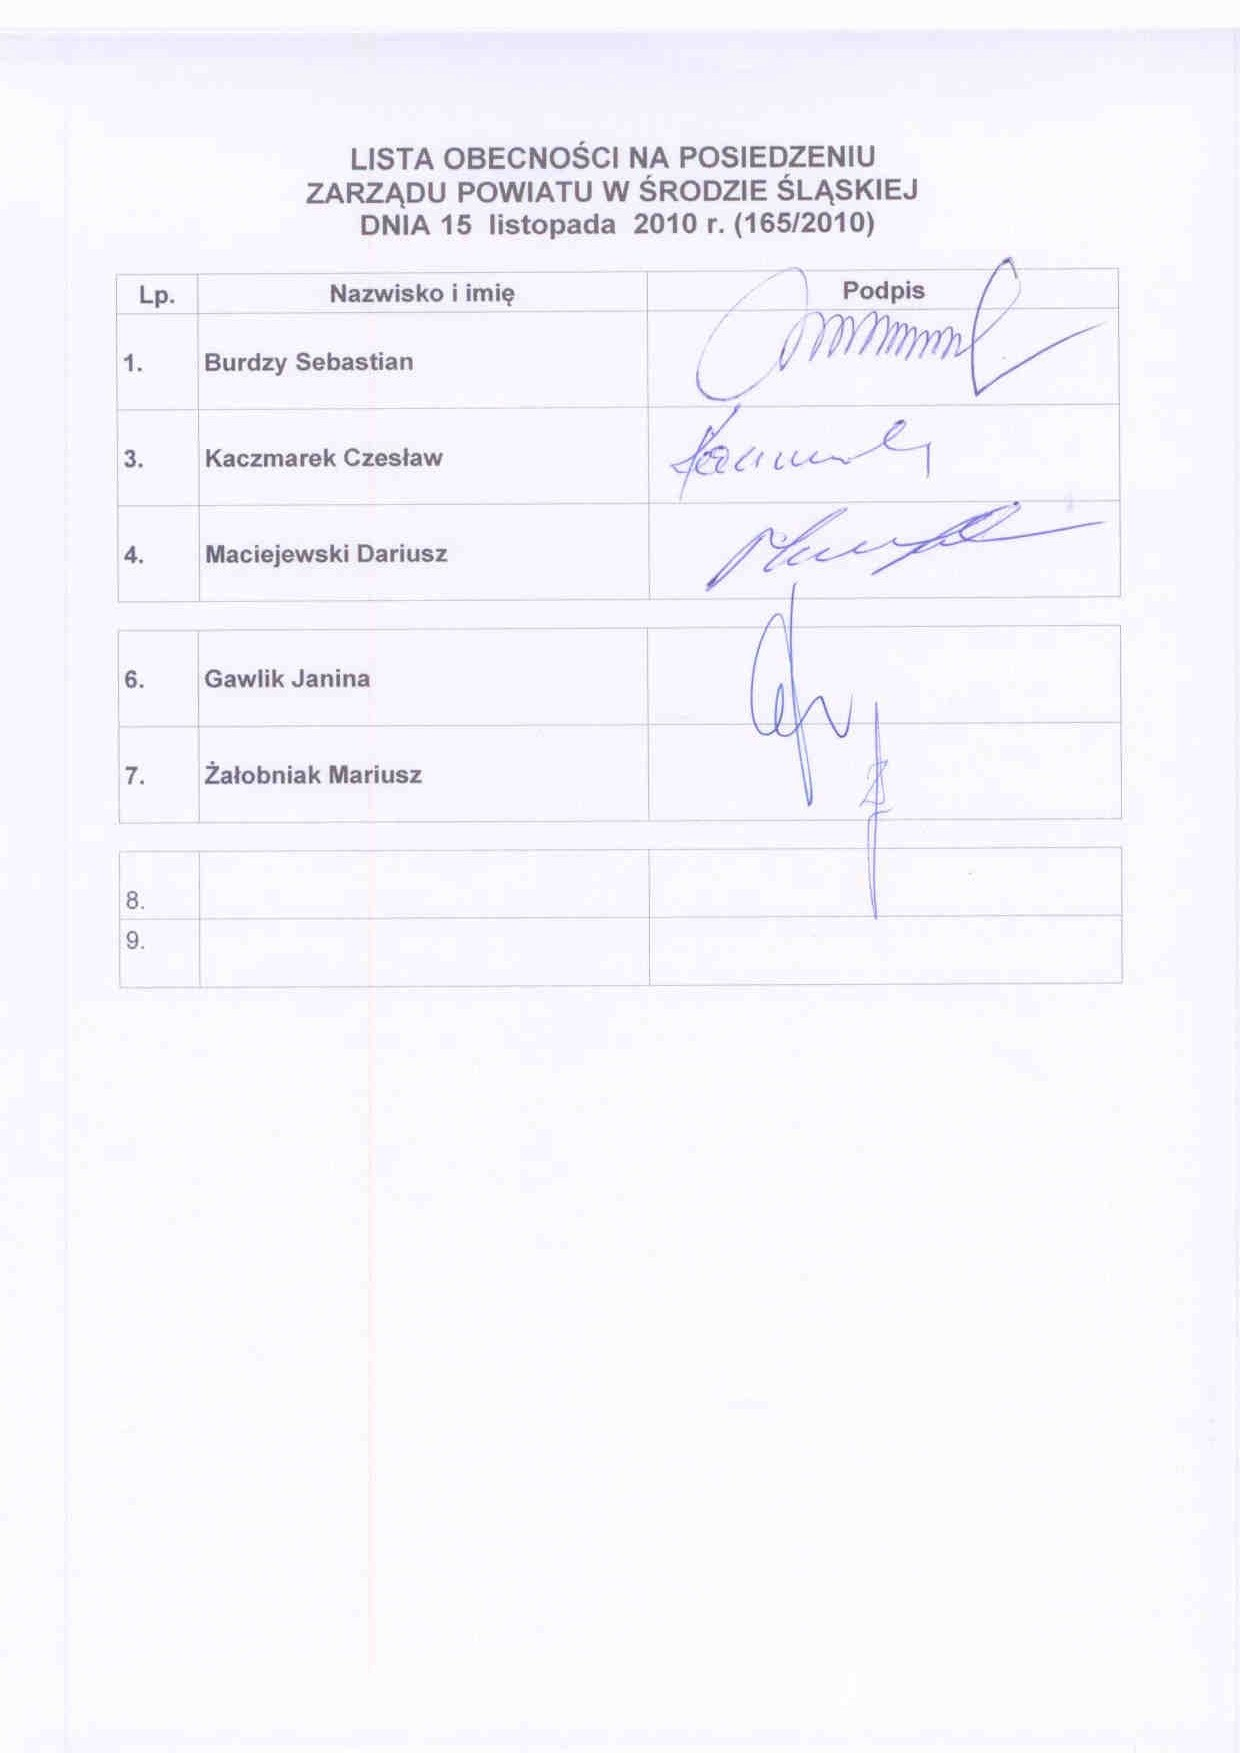 LISTA OBECNOŚCI NA POSIEDZENIU
ZARZĄDU POWIATU W ŚRODZIE ŚLĄSKIEJ
DNIA 15 listopada 2010 r. (165/2010)
Lp. Nazwisko i imię Podpis
1. Burdzy Sebastian
3. Kaczmarek Czesław
4. Maciejewski Dariusz
6. Gawlik Janina
7. Żałobniak Mariusz
8.
9.